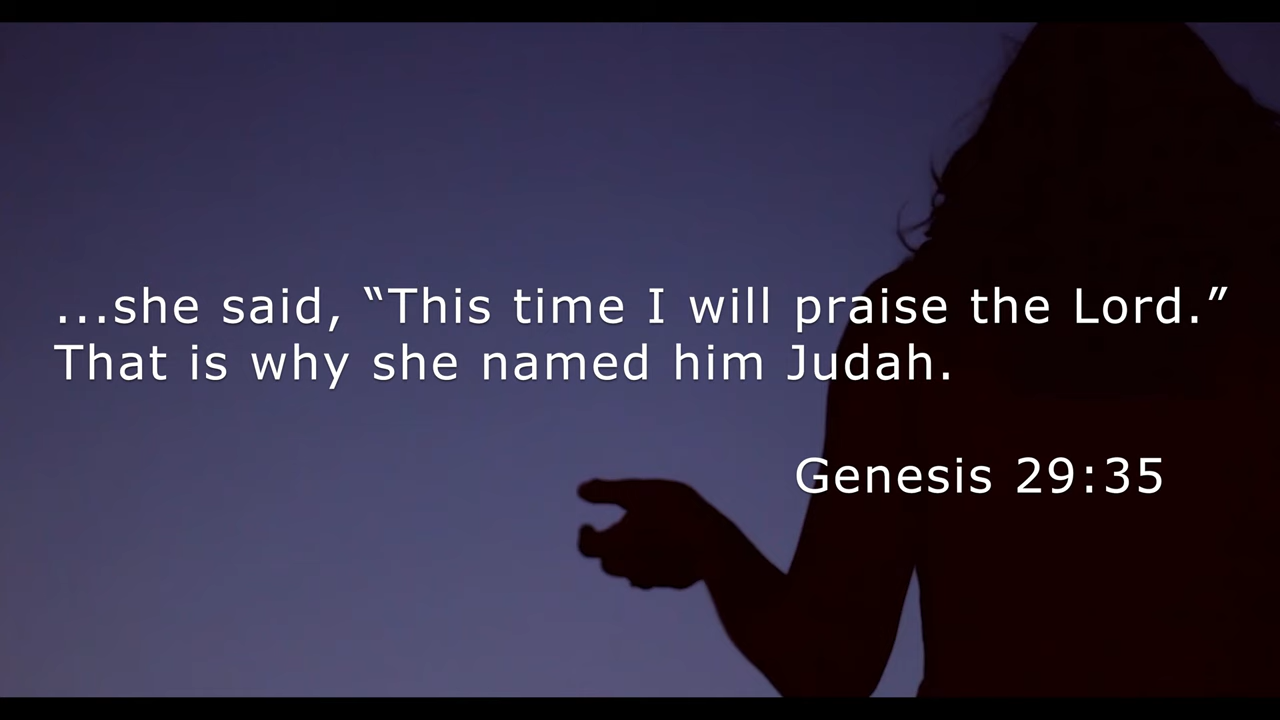 ...she said, “This time I will praise the Lord.”
That is why she named him Judah.
Genesis 29:35